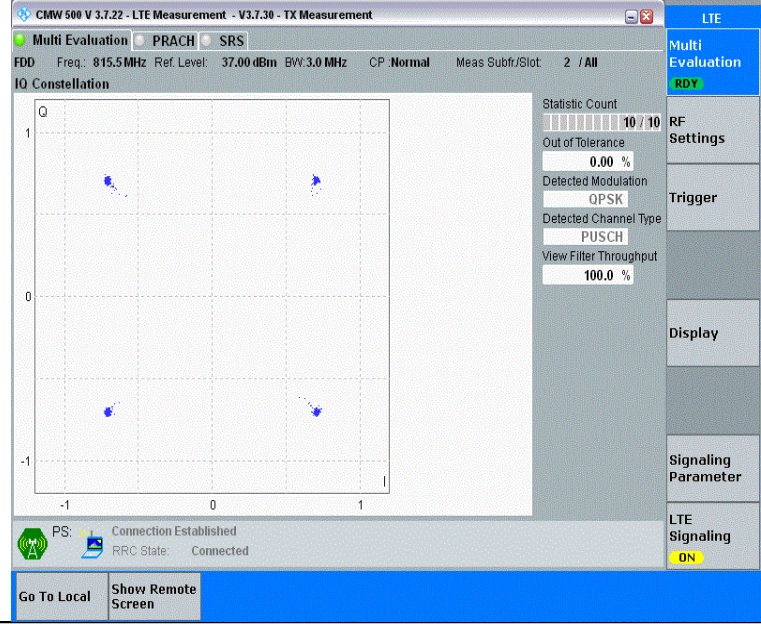 CMW 500 V 3.7.22 - LTE Measurement - V3.7.30 - TX Measurement
LTE
Multi Evaluation PRACH SRS
FDD Freq.: 815.5 MHz Ref. Level: 37.00 dBm BW: 3.0 MHz CP : Normal Meas Subfr./Slot: 2 / All
IQ Constellation
Q
1
0
-1
I
-1 0 1
Statistic Count
10 / 10
Out of Tolerance
0.00 %
Detected Modulation
QPSK
Detected Channel Type
PUSCH
View Filter Throughput
100.0 %
Multi
Evaluation
RDY
RF
Settings
Trigger
Display
Signaling
Parameter
LTE
Signaling
ON
PS: Connection Established
RRC State: Connected
Go To Local
Show Remote
Screen